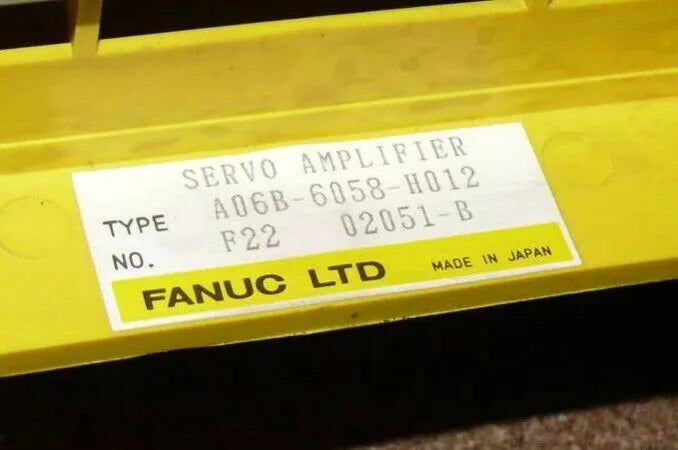 SERVO AMPLIFIER
TYPE A06B-6058-H012
NO. F22 02051-B
FANUC LTD MADE IN JAPAN